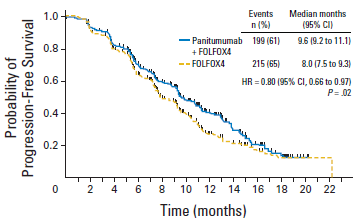 Events Median months
n (%) (95% CI)
Panitumumab 199 (61) 9.6 (9.2 to 11.1)
+ FOLFOX4
FOLFOX4 215 (65) 8.0 (7.5 to 9.3)
HR = 0.80 (95% CI, 0.66 to 0.97)
P = .02
Probability of
Progression-Free Survival
1.0
0.8
0.6
0.4
0.2
0 2 4 6 8 10 12 14 16 18 20 22
Time (months)